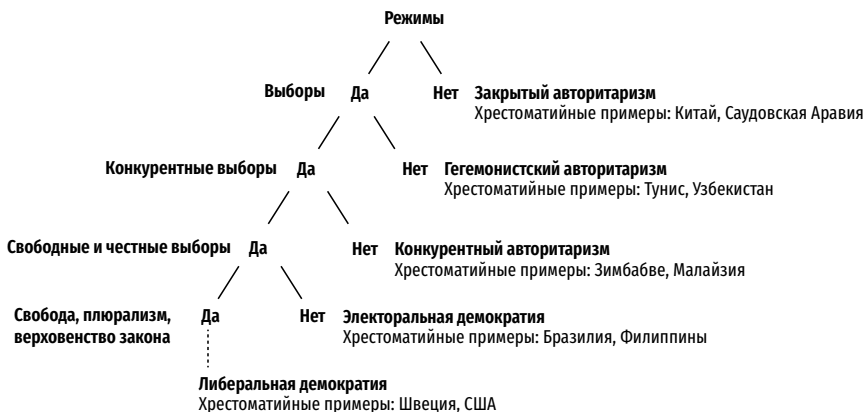 Режимы
Выборы Да Нет Закрытый авторитаризм
Хрестоматийные примеры: Китай, Саудовская Аравия
Конкурентные выборы Да Нет Гегемонистский авторитаризм
Хрестоматийные примеры: Тунис, Узбекистан
Свободные и честные выборы Да Нет Конкурентный авторитаризм
Хрестоматийные примеры: Зимбабве, Малайзия
Свобода, плюрализм, Да Нет Электоральная демократия
верховенство закона Хрестоматийные примеры: Бразилия, Филиппины
Либеральная демократия
Хрестоматийные примеры: Швеция, США